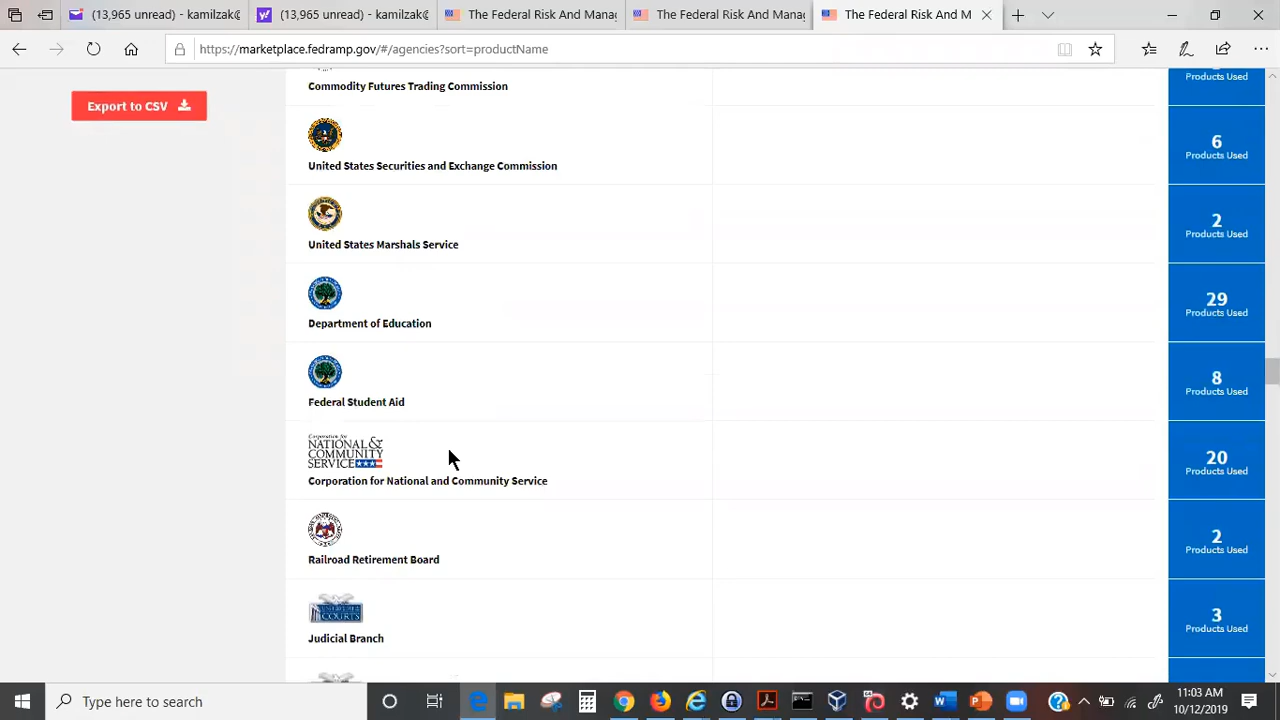 (13,965 unread) - kamilzak(
(13,965 unread) - kamilzak(
The Federal Risk And Manag
The Federal Risk And Manag
The Federal Risk And M
https://marketplace.fedramp.gov/#/agencies?sort=productName
Export to CSV
Commodity Futures Trading Commission
Products Used
United States Securities and Exchange Commission
6
Products Used
United States Marshals Service
2
Products Used
Department of Education
29
Products Used
Federal Student Aid
8
Products Used
Corporation for
NATIONAL &
COMMUNITY
SERVICE
Corporation for National and Community Service
20
Products Used
Railroad Retirement Board
2
Products Used
COURTS
Judicial Branch
3
Products Used
Type here to search
11:03 AM
10/12/2019